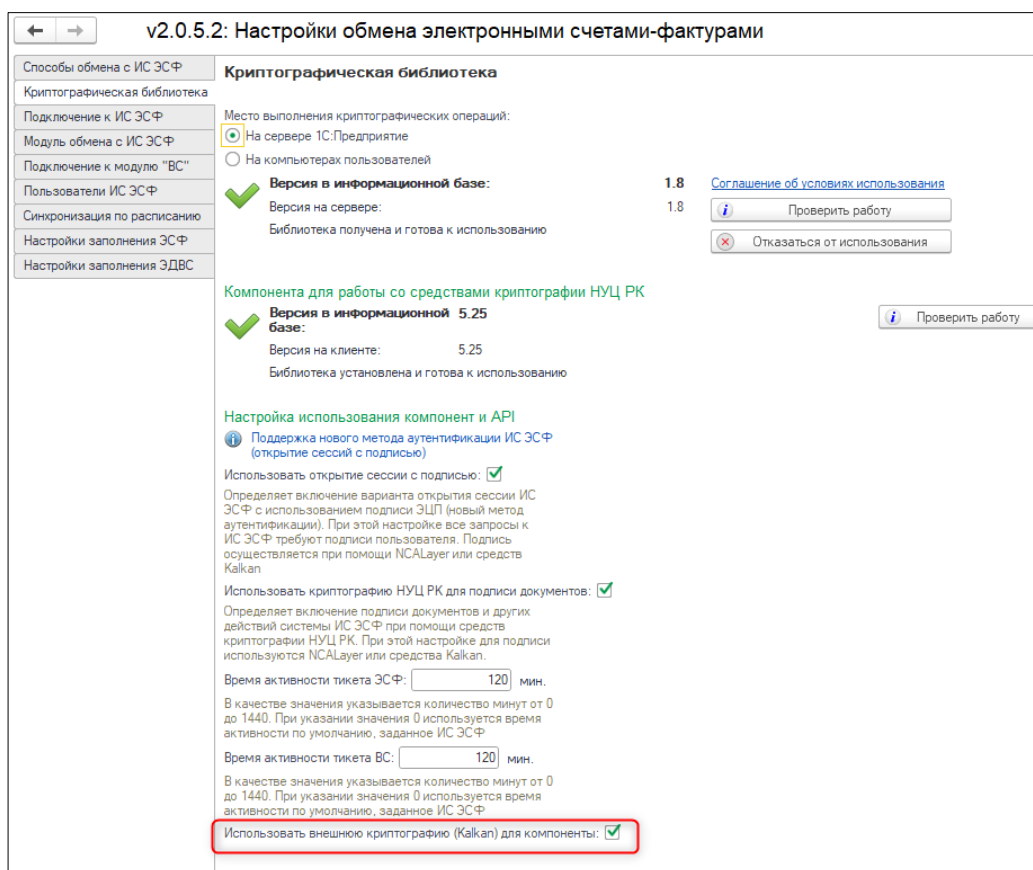 v2.0.5.2: Настройки обмена электронными счетами-фактурами
Способы обмена с ИС ЭСФ
Криптографическая библиотека
Подключение к ИС ЭСФ
Модуль обмена с ИС ЭСФ
Подключение к модулю "ВС"
Пользователи ИС ЭСФ
Синхронизация по расписанию
Настройки заполнения ЭСФ
Настройки заполнения ЭДВС
Криптографическая библиотека
Место выполнения криптографических операций:
На сервере 1С:Предприятие
На компьютерах пользователей
Версия в информационной базе: 1.8 Соглашение об условиях использования
Версия на сервере: 1.8 Проверить работу
Библиотека получена и готова к использованию
Отказаться от использования
Компонента для работы со средствами криптографии НУЦ РК
Версия в информационной 5.25
базе:
Проверить работу
Версия на клиенте: 5.25
Библиотека установлена и готова к использованию
Настройка использования компонент и API
Поддержка нового метода аутентификации ИС ЭСФ
(открытие сессий с подписью)
Использовать открытие сессии с подписью:
Определяет включение варианта открытия сессии ИС
ЭСФ с использованием подписи ЭЦП (новый метод
аутентификации). При этой настройке все запросы к
ИС ЭСФ требуют подписи пользователя. Подпись
осуществляется при помощи NCALayer или средств
Kalkan
Использовать криптографию НУЦ РК для подписи документов:
Определяет включение подписи документов и других
действий системы ИС ЭСФ при помощи средств
криптографии НУЦ РК. При этой настройке для подписи
используются NCALayer или средства Kalkan.
Время активности тикета ЭСФ: 120 мин.
В качестве значения указывается количество минут от 0
до 1440. При указании значения 0 используется время
активности по умолчанию, заданное ИС ЭСФ
Время активности тикета ВС: 120 мин.
В качестве значения указывается количество минут от 0
до 1440. При указании значения 0 используется время
активности по умолчанию, заданное ИС ЭСФ
Использовать внешнюю криптографию (Kalkan) для компоненты: